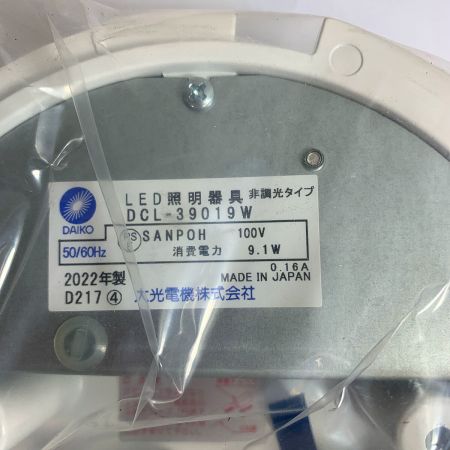 LED照明器具 非調光タイプ
DCL-39019W
DAIKO
50/60Hz
PS SANPOH 100V
消費電力 9.1W
0.16A
2022年製 MADE IN JAPAN
D217 ④ 大光電機株式会社